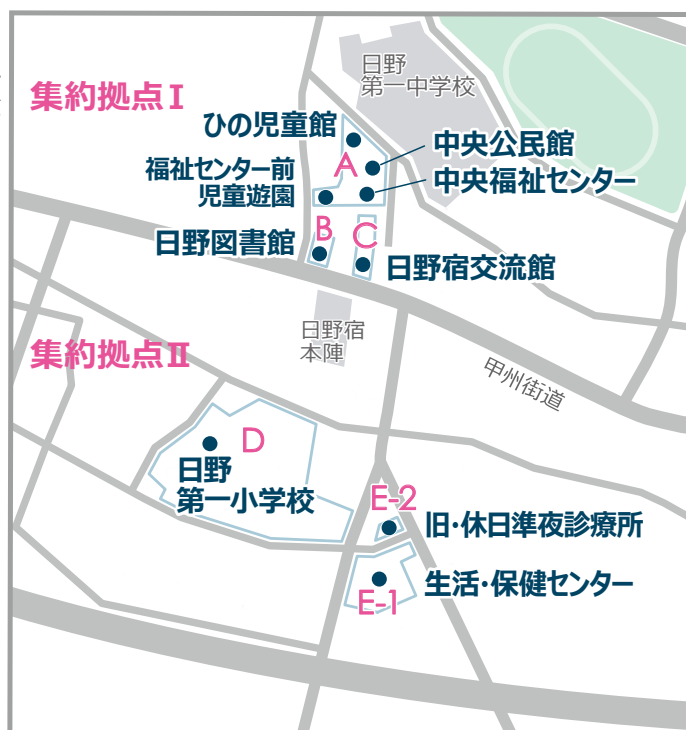 集約拠点Ⅰ
日野
第一中学校
ひの児童館
中央公民館
A
福祉センター前
児童遊園
中央福祉センター
B
C
日野図書館
日野宿交流館
日野宿
本陣
集約拠点Ⅱ
甲州街道
D
日野
第一小学校
E-2
旧・休日準夜診療所
生活・保健センター
E-1